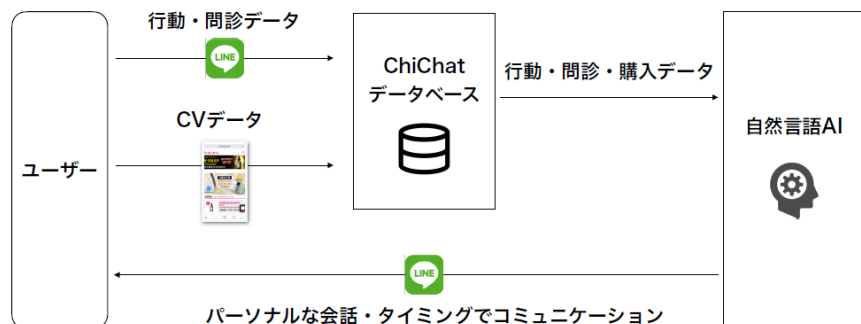 行動・問診データ
LINE
ChiChat
データベース
行動・問診・購入データ
CVデータ
自然言語AI
ユーザー
LINE
パーソナルな会話・タイミングでコミュニケーション